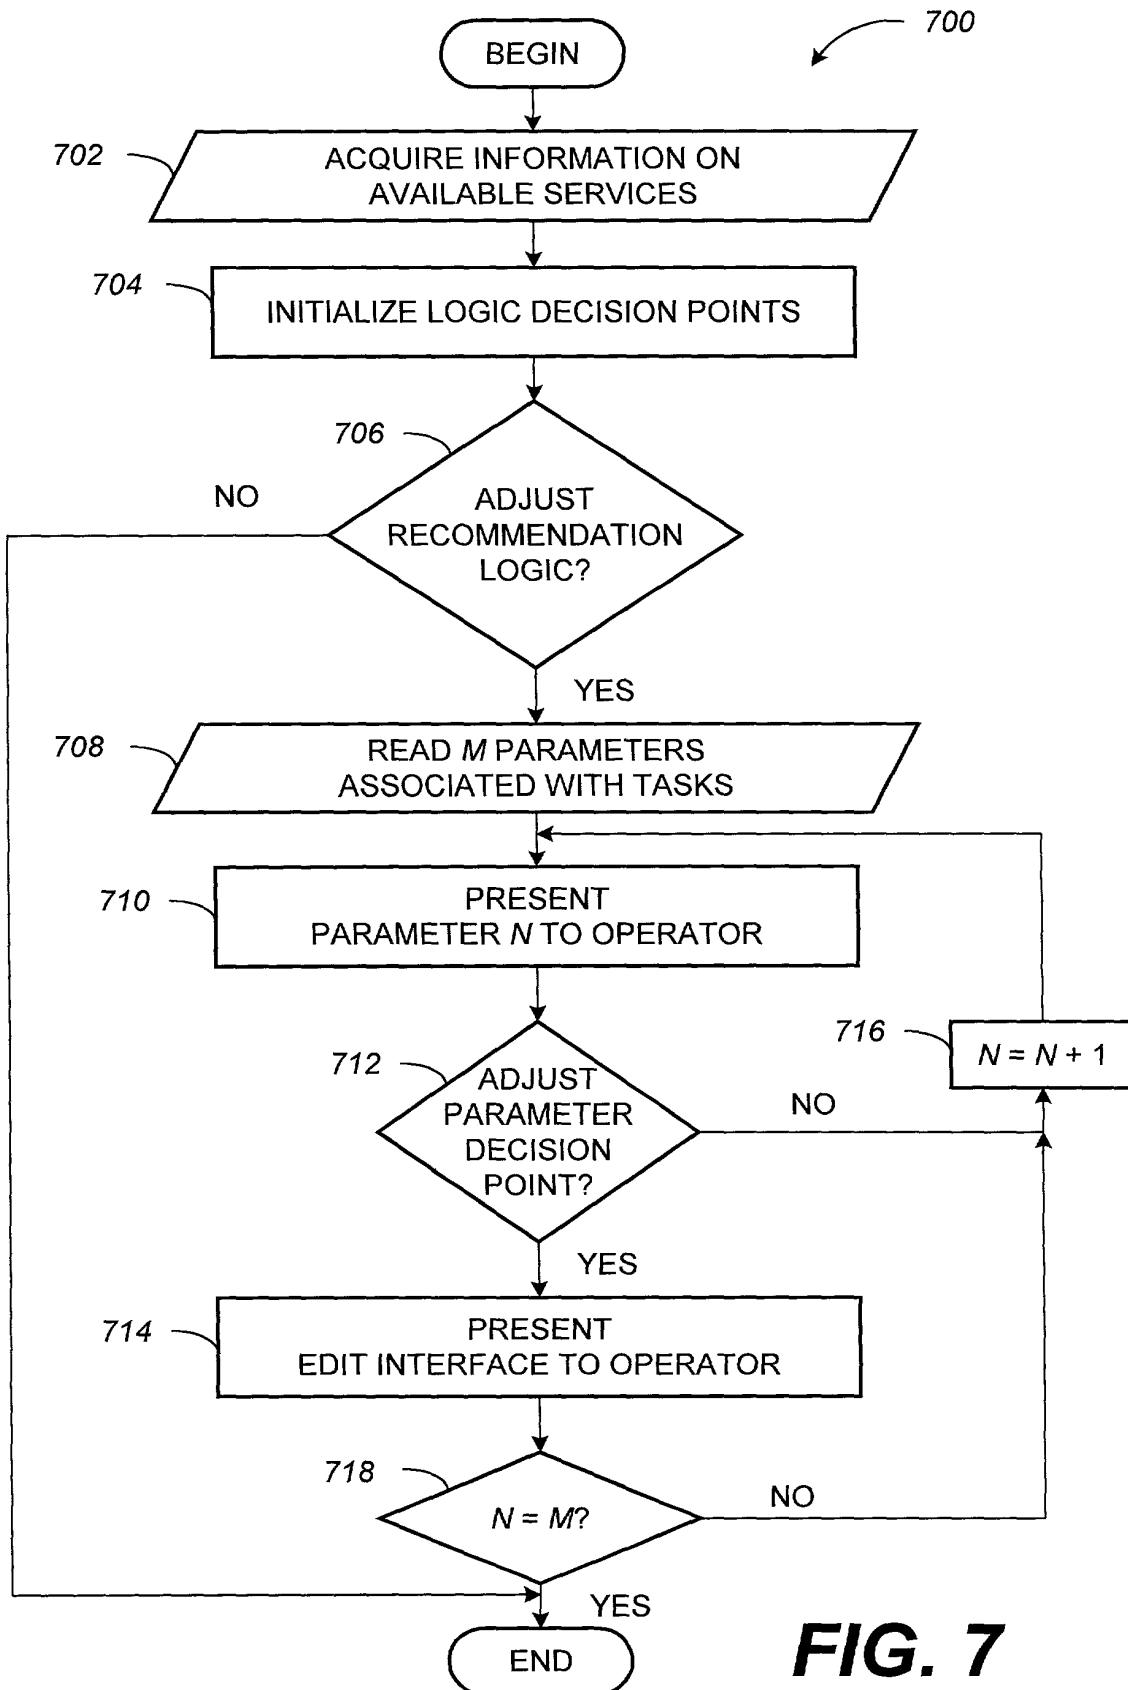 700
BEGIN
702
ACQUIRE INFORMATION ON
AVAILABLE SERVICES
704
INITIALIZE LOGIC DECISION POINTS
706
NO
ADJUST
RECOMMENDATION
LOGIC?
YES
708
READ M PARAMETERS
ASSOCIATED WITH TASKS
710
PRESENT
PARAMETER N TO OPERATOR
716
N = N + 1
712
ADJUST
PARAMETER
DECISION
POINT?
NO
YES
714
PRESENT
EDIT INTERFACE TO OPERATOR
718
N = M?
NO
YES
END
FIG. 7